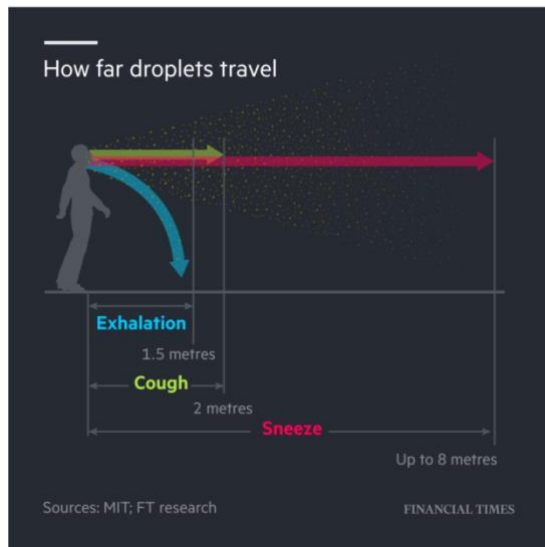 How far droplets travel
Exhalation
1.5 metres
Cough
2 metres
Sneeze
Up to 8 metres
Sources: MIT; FT research
FINANCIAL TIMES